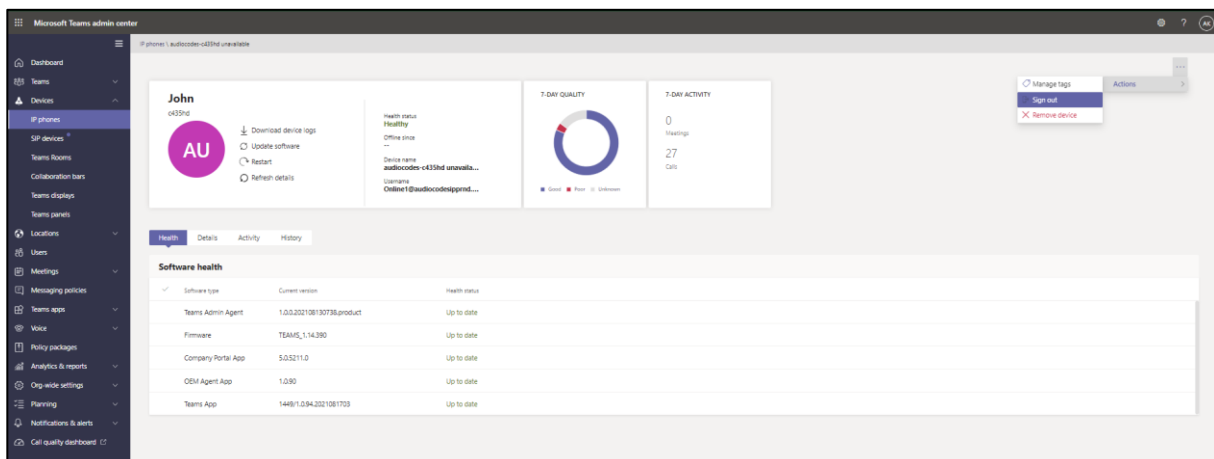 Microsoft Teams admin center
?
AK
IP phones \ audiocodes-c435hd unavailable
Dashboard
Teams
Devices
IP phones
SIP devices
Teams Rooms
Collaboration bars
Teams displays
Teams panels
Locations
Users
Meetings
Messaging policies
Teams apps
Voice
Policy packages
Analytics & reports
Org-wide settings
Planning
Notifications & alerts
Call quality dashboard
...
Manage tags
Sign out
Remove device
Actions
John
c435hd
AU
Download device logs
Update software
Restart
Refresh details
Health status
Healthy
Offline since
—
Device name
audiocodes-c435hd unavaila...
Username
Online1@audiocodesipprnd....
7-DAY QUALITY
Good Poor Unknown
7-DAY ACTIVITY
0
Meetings
27
Calls
Health Details Activity History
Software health
Software type Current version Health status
Teams Admin Agent 1.0.0.202108130738.product Up to date
Firmware TEAMS_1.14.390 Up to date
Company Portal App 5.0.5211.0 Up to date
OEM Agent App 1.0.90 Up to date
Teams App 1449/1.0.94.2021081703 Up to date